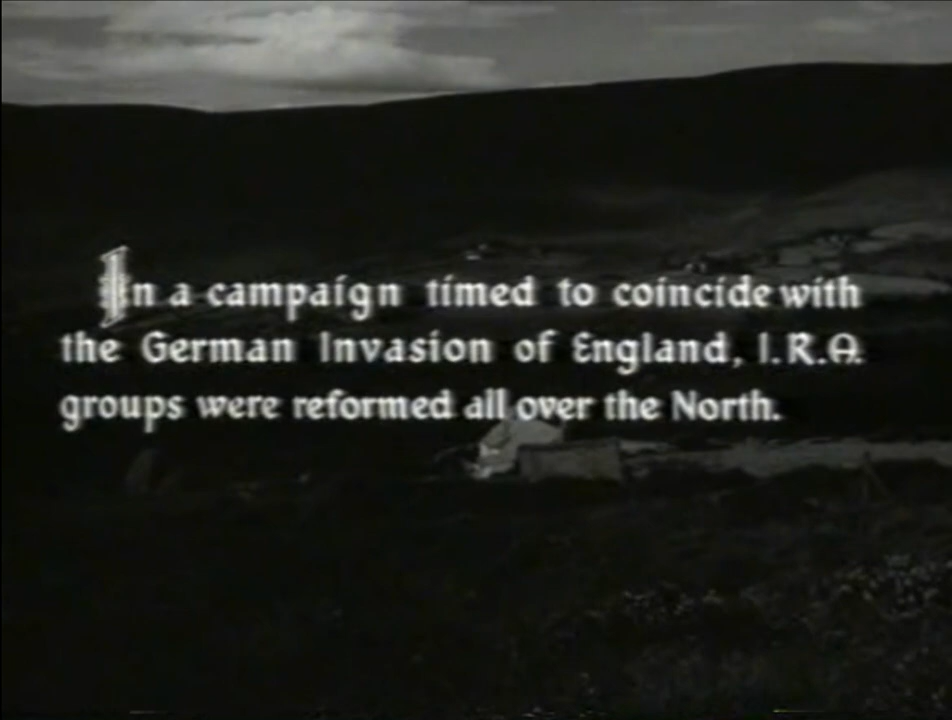 In a campaign timed to coincide with
the German Invasion of England, I.R.A.
groups were reformed all over the North.